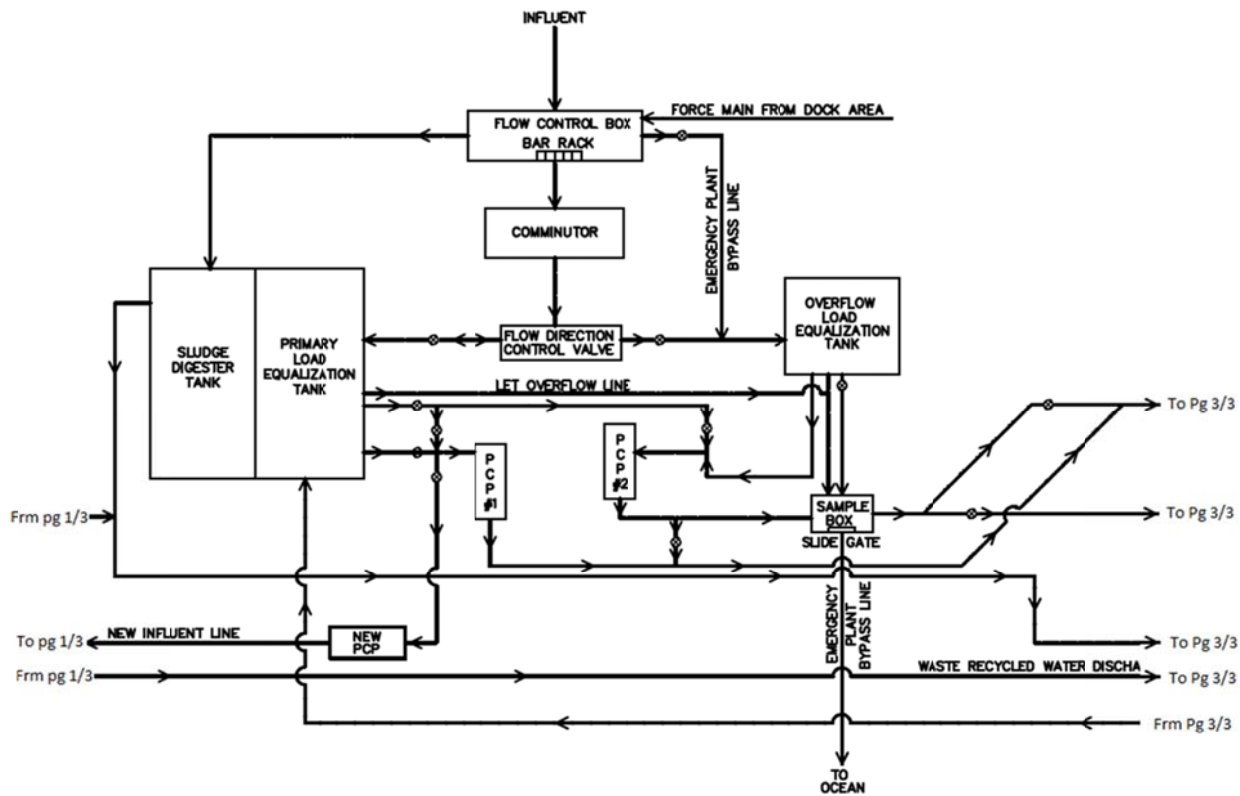 INFLUENT
FORCE MAIN FROM DOCK AREA
FLOW CONTROL BOX
BAR RACK
EMERGENCY PLANT
BYPASS LINE
COMMINUTOR
OVERFLOW
LOAD
EQUALIZATION
TANK
FLOW DIRECTION
CONTROL VALVE
SLUDGE
DIGESTER
TANK
PRIMARY
LOAD
EQUALIZATION
TANK
LET OVERFLOW LINE
To Pg 3/3
P
C
P
#1
P
C
P
#2
SAMPLE
BOX
SLIDE GATE
Frm pg 1/3
To Pg 3/3
EMERGENCY
PLANT
BYPASS LINE
To pg 1/3
NEW INFLUENT LINE
NEW
PCP
To Pg 3/3
Frm pg 1/3
WASTE RECYCLED WATER DISCHA
To Pg 3/3
Frm Pg 3/3
TO
OCEAN